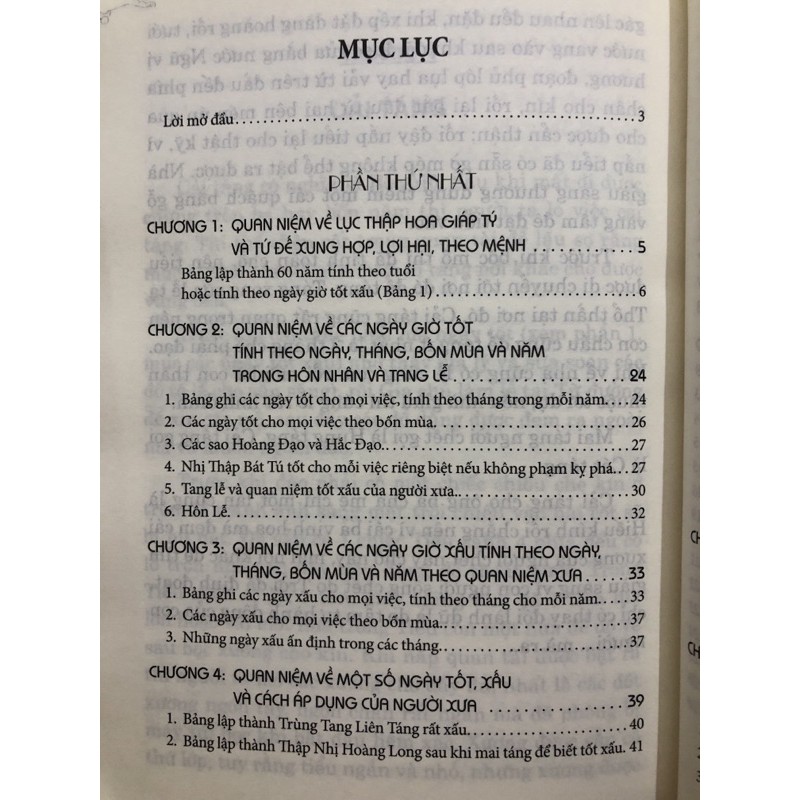 MỤC LỤC
Lời mở đầu.......... 3
PHẦN THỨ NHẤT
CHƯƠNG 1: QUAN NIỆM VỀ LỤC THẬP HOA GIÁP TÝ
VÀ TỨ ĐẾ XUNG HỢP, LỢI HẠI, THEO MỆNH .......... 5
Bảng lập thành 60 năm tính theo tuổi
hoặc tính theo ngày giờ tốt xấu (Bảng 1) .......... 6
CHƯƠNG 2: QUAN NIỆM VỀ CÁC NGÀY GIỜ TỐT
TÍNH THEO NGÀY, THÁNG, BỐN MÙA VÀ NĂM
TRONG HÔN NHÂN VÀ TANG LỄ .......... 24
1. Bảng ghi các ngày tốt cho mọi việc, tính theo tháng trong mỗi năm.... 24
2. Các ngày tốt cho mọi việc theo bốn mùa. .......... 26
3. Các sao Hoàng Đạo và Hắc Đạo.......... 27
4. Nhị Thập Bát Tú tốt cho mỗi việc riêng biệt nếu không phạm kỵ phá... 27
5. Tang lễ và quan niệm tốt xấu của người xưa.......... 30
6. Hôn Lễ.......... 32
CHƯƠNG 3: QUAN NIỆM VỀ CÁC NGÀY GIỜ XẤU TÍNH THEO NGÀY,
THÁNG, BỐN MÙA VÀ NĂM THEO QUAN NIỆM XƯA ..... 33
1. Bảng ghi các ngày xấu cho mọi việc, tính theo tháng cho mỗi năm..... 33
2. Các ngày xấu cho mọi việc theo bốn mùa.......... 37
3. Những ngày xấu ấn định trong các tháng.......... 37
CHƯƠNG 4: QUAN NIỆM VỀ MỘT SỐ NGÀY TỐT, XẤU
VÀ CÁCH ÁP DỤNG CỦA NGƯỜI XƯA .......... 39
1. Bảng lập thành Trùng Tang Liên Táng rất xấu.......... 40
2. Bảng lập thành Thập Nhị Hoàng Long sau khi mai táng để biết tốt xấu. 41